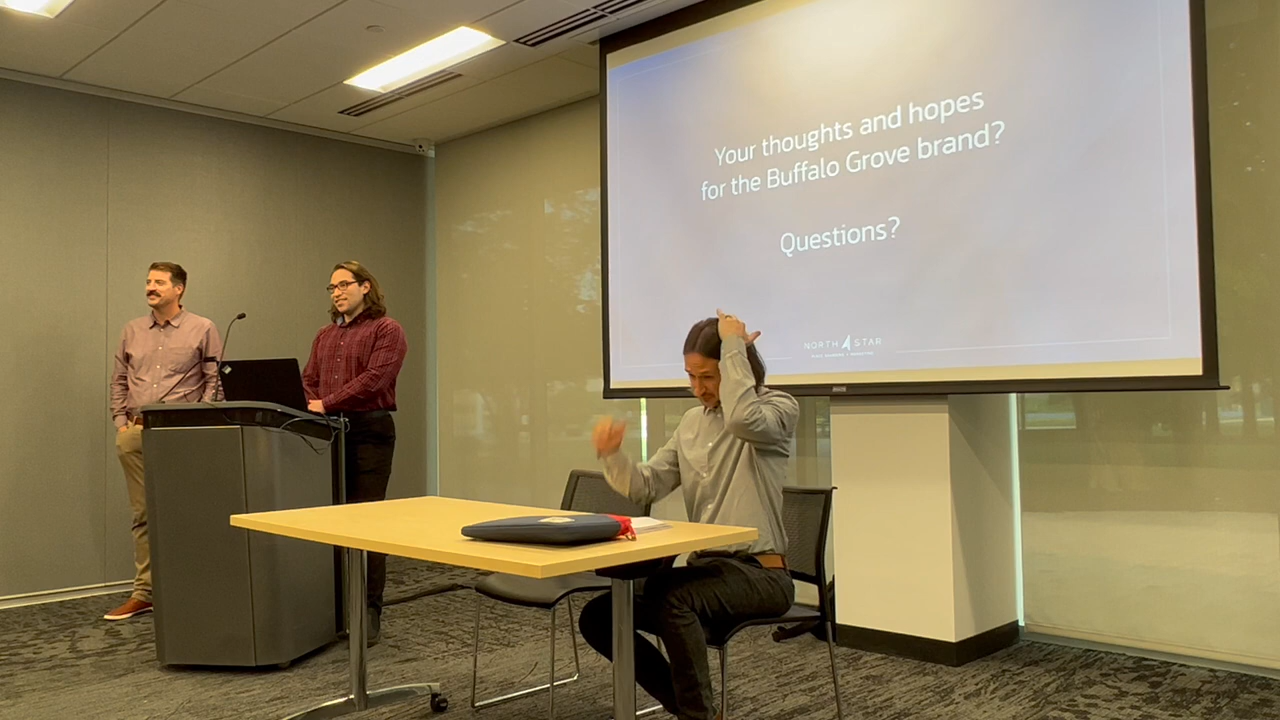 Your thoughts and hopes
for the Buffalo Grove brand?
Questions?
NORTH STAR